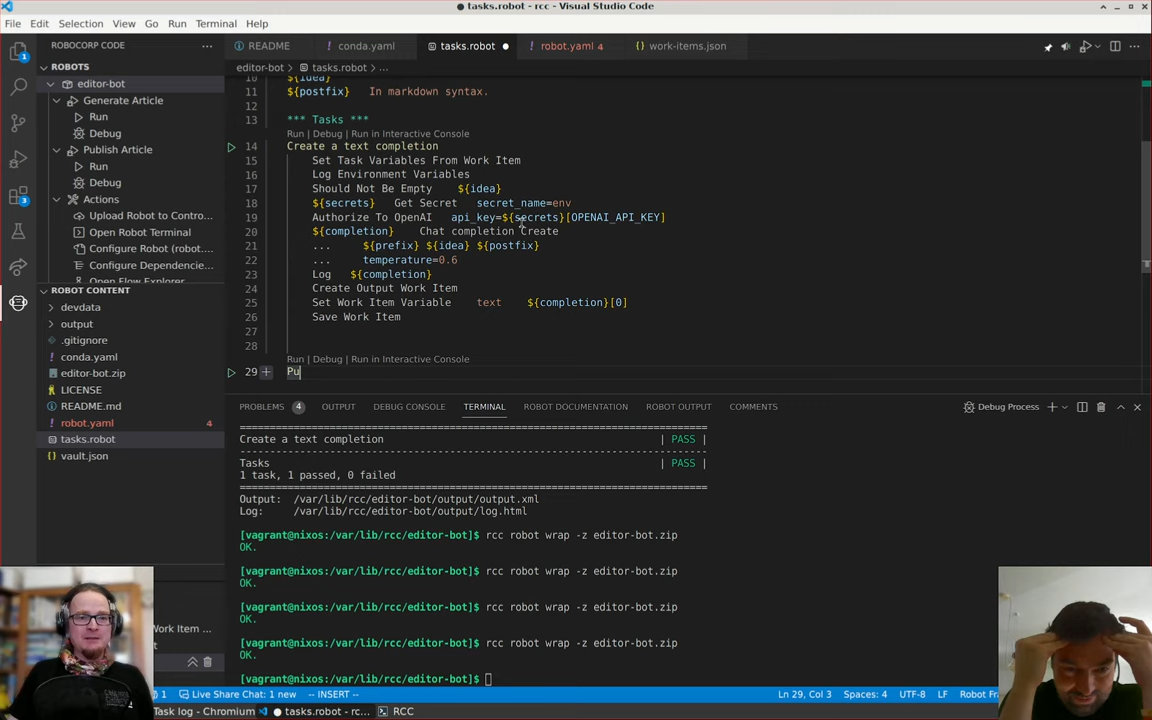 tasks.robot - rcc - Visual Studio Code
File Edit Selection View Go Run Terminal Help
ROBOCORP CODE ...
README
conda.yaml
tasks.robot
robot.yaml 4
work-items.json
editor-bot > tasks.robot > ...
ROBOTS
editor-bot
Generate Article
Run
Debug
Publish Article
Run
Debug
Actions
Upload Robot to Contro...
Open Robot Terminal
Configure Robot (robot....
Configure Dependencie...
Open Flow Explorer
ROBOT CONTENT
devdata
output
.gitignore
conda.yaml
editor-bot.zip
LICENSE
README.md
robot.yaml 4
tasks.robot
vault.json
Work Item ...
10 ${idea}
11 ${postfix} In markdown syntax.
12
13 *** Tasks ***
Run | Debug | Run in Interactive Console
14 Create a text completion
15 Set Task Variables From Work Item
16 Log Environment Variables
17 Should Not Be Empty ${idea}
18 ${secrets} Get Secret secret_name=env
19 Authorize To OpenAI api_key=${secrets}[OPENAI_API_KEY]
20 ${completion} Chat completion Create
21 ... ${prefix} ${idea} ${postfix}
22 ... temperature=0.6
23 Log ${completion}
24 Create Output Work Item
25 Set Work Item Variable text ${completion}[0]
26 Save Work Item
27
28
Run | Debug | Run in Interactive Console
29 Pu
PROBLEMS 4 OUTPUT DEBUG CONSOLE TERMINAL ROBOT DOCUMENTATION ROBOT OUTPUT COMMENTS
Debug Process
==============================================================================
Create a text completion | PASS |
------------------------------------------------------------------------------
Tasks | PASS |
1 task, 1 passed, 0 failed
==============================================================================
Output: /var/lib/rcc/editor-bot/output/output.xml
Log: /var/lib/rcc/editor-bot/output/log.html
[vagrant@nixos:/var/lib/rcc/editor-bot]$ rcc robot wrap -z editor-bot.zip
OK.
[vagrant@nixos:/var/lib/rcc/editor-bot]$ rcc robot wrap -z editor-bot.zip
OK.
[vagrant@nixos:/var/lib/rcc/editor-bot]$ rcc robot wrap -z editor-bot.zip
OK.
[vagrant@nixos:/var/lib/rcc/editor-bot]$ rcc robot wrap -z editor-bot.zip
OK.
[vagrant@nixos:/var/lib/rcc/editor-bot]$
1 Live Share Chat: 1 new -- INSERT --
Ln 29, Col 3 Spaces: 4 UTF-8 LF Robot Fra
Task log - Chromium tasks.robot - rc... RCC